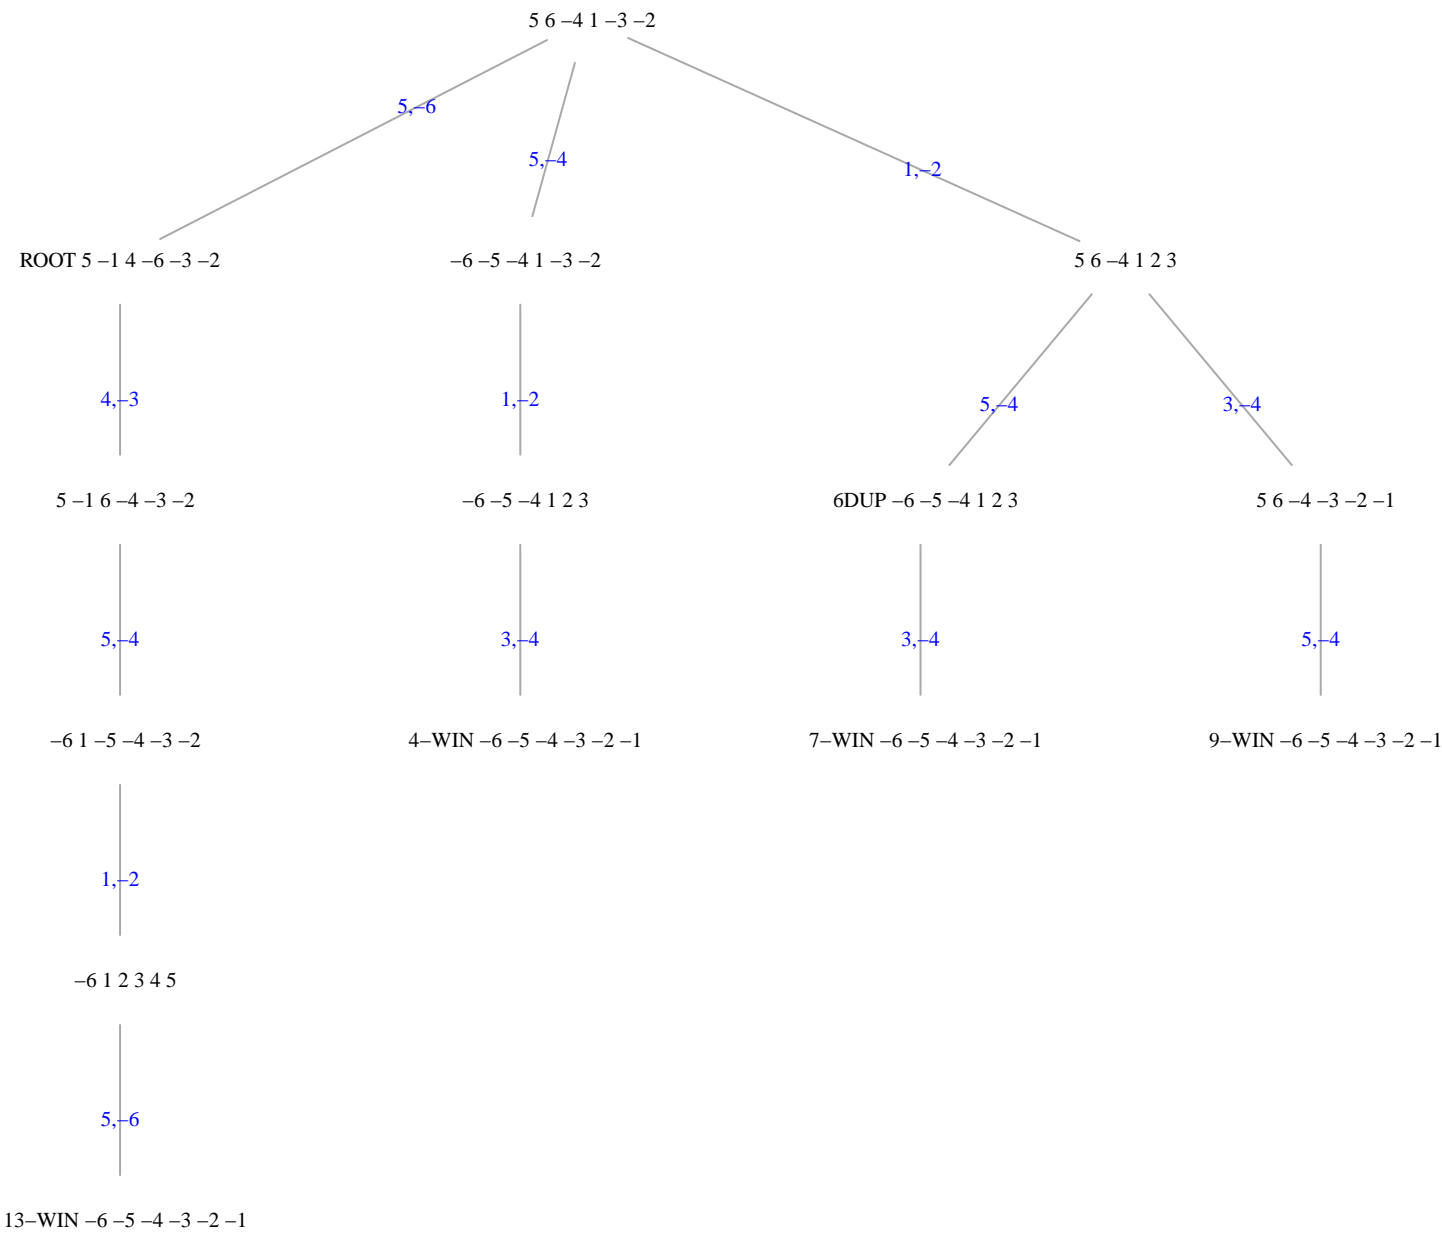 5 6 –4 1 –3 –2
5,–6
5,–4
1,–2
ROOT 5 –1 4 –6 –3 –2
–6 –5 –4 1 –3 –2
5 6 –4 1 2 3
4,–3
1,–2
5,–4
3,–4
5 –1 6 –4 –3 –2
–6 –5 –4 1 2 3
6DUP –6 –5 –4 1 2 3
5 6 –4 –3 –2 –1
5,–4
3,–4
3,–4
5,–4
–6 1 –5 –4 –3 –2
4–WIN –6 –5 –4 –3 –2 –1
7–WIN –6 –5 –4 –3 –2 –1
9–WIN –6 –5 –4 –3 –2 –1
1,–2
–6 1 2 3 4 5
5,–6
13–WIN –6 –5 –4 –3 –2 –1